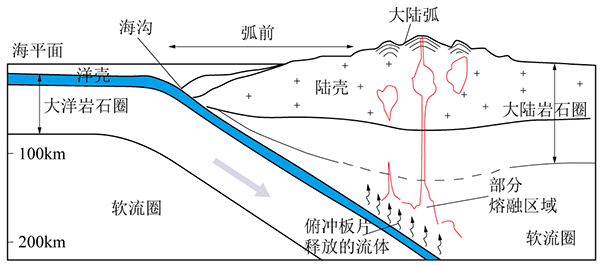 大陆弧
海沟
弧前
海平面
洋壳
陆壳
大洋岩石圈
大陆岩石圈
100km
部分
熔融区域
软流圈
俯冲板片
释放的流体
软流圈
200km